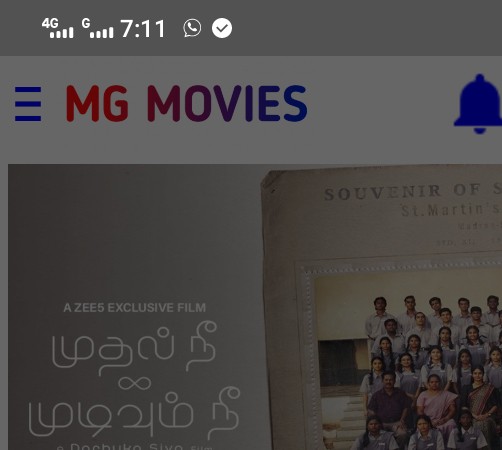 4G G 7:11
MG MOVIES
SOUVENIR OF S
St.Martin's
A ZEE5 EXCLUSIVE FILM
முதல் நீ
முடிவும் நீ
a Darbuka Siva film